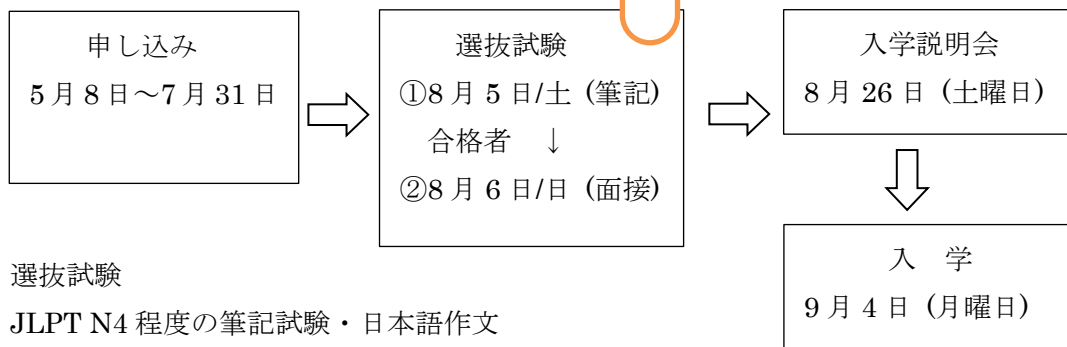 申し込み
5月8日～7月31日
選抜試験
①8月5日/土 (筆記)
合格者 ↓
②8月6日/日 (面接)
入学説明会
8月26日 (土曜日)
入 学
9月4日 (月曜日)
選抜試験
JLPT N4程度の筆記試験・日本語作文